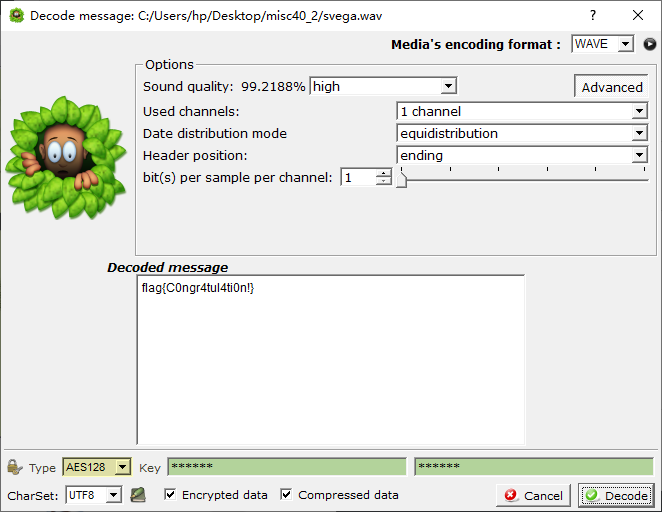 Decode message: C:/Users/hp/Desktop/misc40_2/svega.wav
Media's encoding format : WAVE
Options
Sound quality: 99.2188% high Advanced
Used channels: 1 channel
Date distribution mode equidistribution
Header position: ending
bit(s) per sample per channel: 1
Decoded message
flag{C0ngr4tul4ti0n!}
Type AES128 Key ****** ******
CharSet: UTF8 Encrypted data Compressed data Cancel Decode